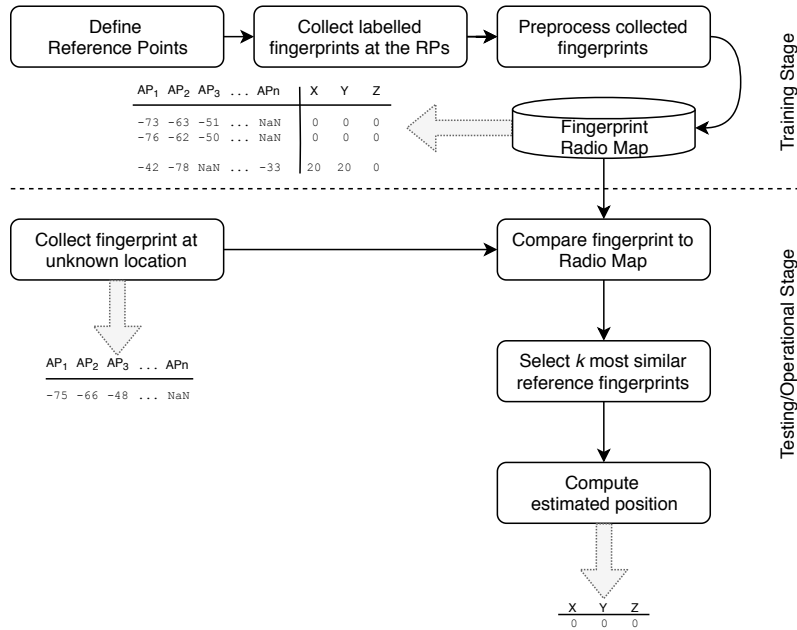 Define
Reference Points
Collect labelled
fingerprints at the RPs
Preprocess collected
fingerprints
Training Stage
AP1 AP2 AP3 ... APn X Y Z
-73 -63 -51 ... NaN 0 0 0
-76 -62 -50 ... NaN 0 0 0
-42 -78 NaN ... -33 20 20 0
Fingerprint
Radio Map
Collect fingerprint at
unknown location
Compare fingerprint to
Radio Map
Testing/Operational Stage
AP1 AP2 AP3 ... APn
-75 -66 -48 ... NaN
Select k most similar
reference fingerprints
Compute
estimated position
X Y Z
0 0 0